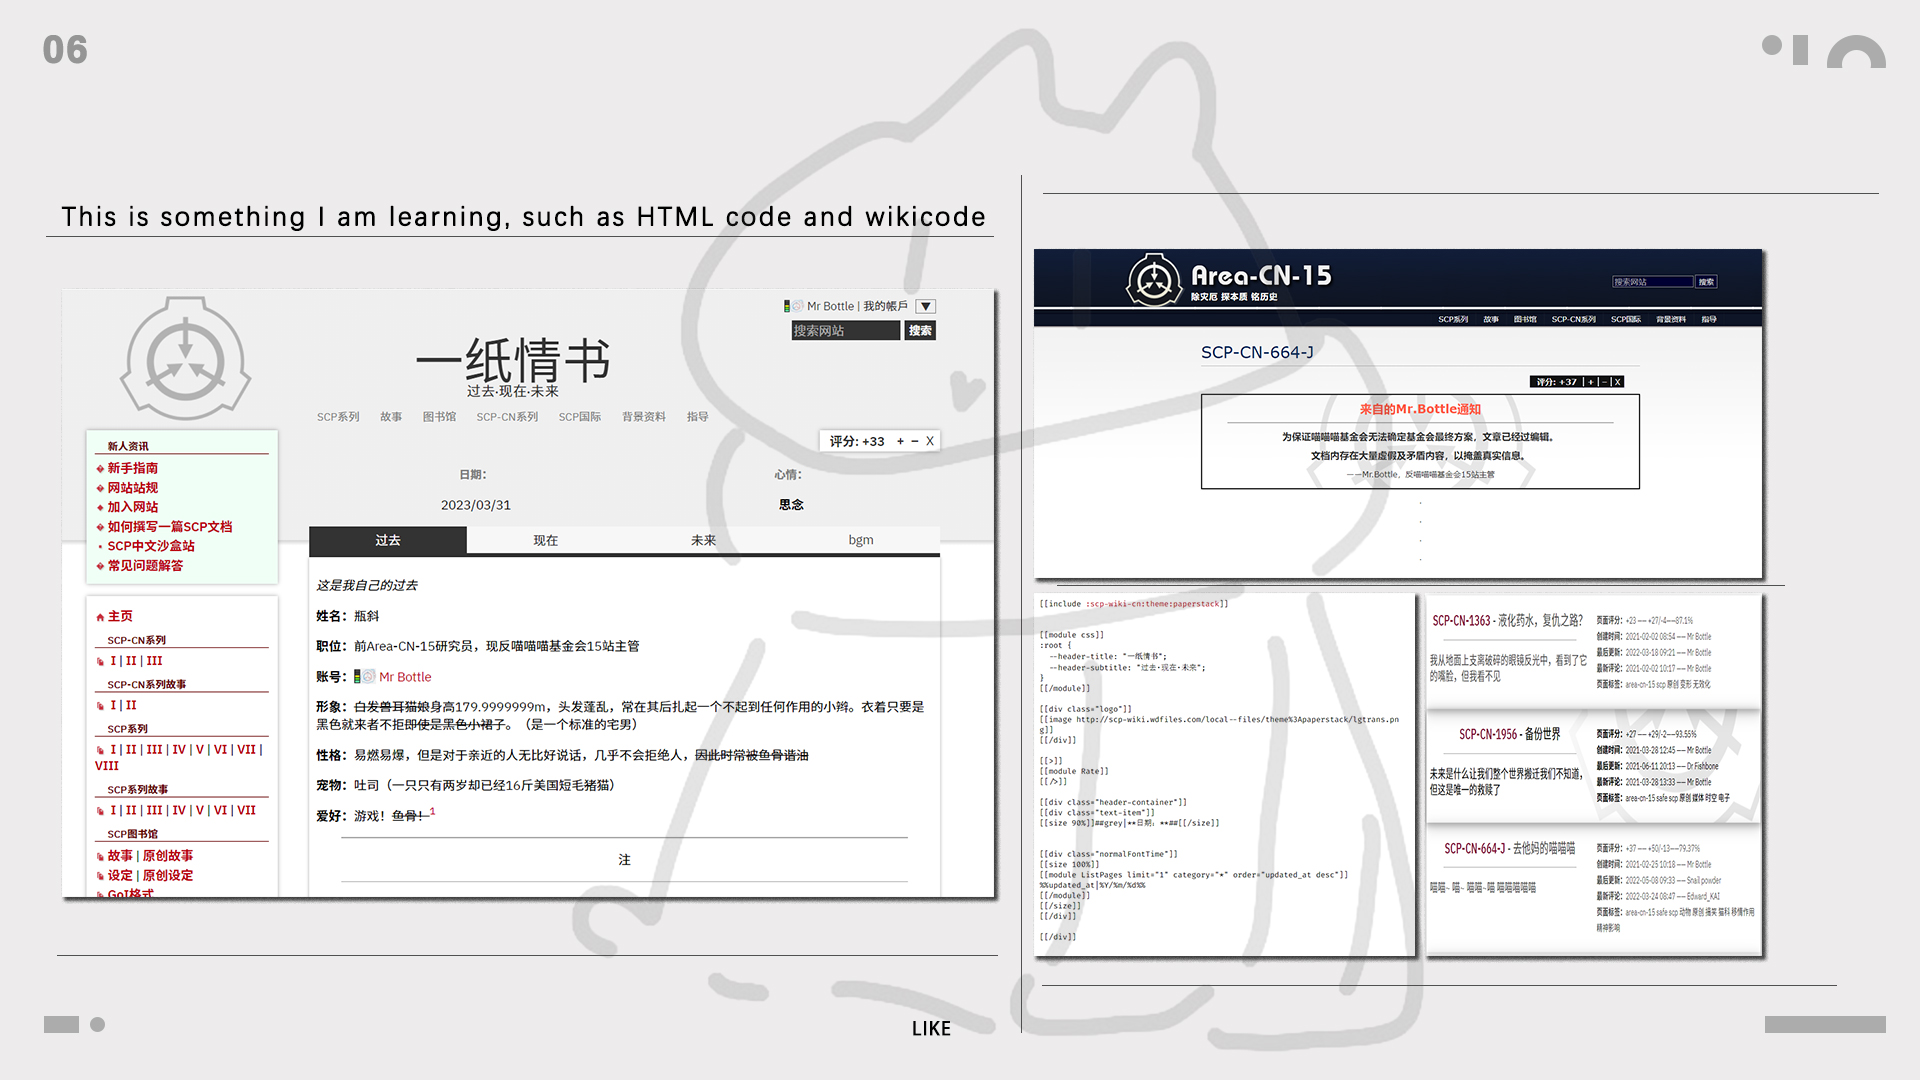 06
This is something I am learning, such as HTML code and wikicode
Mr Bottle | 我的帳戶 ▼
搜索网站 搜索
一纸情书
过去·现在·未来
SCP系列 故事 图书馆 SCP-CN系列 SCP国际 背景资料 指导
评分: +33 + − X
日期: 心情:
2023/03/31 思念
过去 现在 未来 bgm
新人资讯
新手指南
网站站规
加入网站
如何撰写一篇SCP文档
SCP中文沙盒站
常见问题解答
主页
SCP-CN系列
I | II | III
SCP-CN系列故事
I | II
SCP系列
I | II | III | IV | V | VI | VII |
VIII
SCP系列故事
I | II | III | IV | V | VI | VII
SCP图书馆
故事 | 原创故事
设定 | 原创设定
GoI格式
这是我自己的过去
姓名：瓶斜
职位：前Area-CN-15研究员，现反喵喵喵基金会15站主管
账号： Mr Bottle
形象：白发兽耳猫娘身高179.9999999m，头发蓬乱，常在其后扎起一个不起到任何作用的小辫。衣着只要是
黑色就来者不拒即使是黑色小裙子。（是一个标准的宅男）
性格：易燃易爆，但是对于亲近的人无比好说话，几乎不会拒绝人，因此时常被鱼骨谐油
宠物：吐司（一只只有两岁却已经16斤美国短毛猪猫）
爱好：游戏！鱼骨！1
注
Area-CN-15
除灾厄 探本质 铭历史
搜索网站 搜索
SCP系列 故事 图书馆 SCP-CN系列 SCP国际 背景资料 指导
SCP-CN-664-J
评分: +37 | + | − | X
来自的Mr.Bottle通知
为保证喵喵喵基金会无法确定基金会最终方案，文章已经过编辑。
文档内存在大量虚假及矛盾内容，以掩盖真实信息。
——Mr.Bottle，反喵喵喵基金会15站主管
.
.
.
.
[[include :scp-wiki-cn:theme:paperstack]]
[[module css]]
:root {
--header-title: "一纸情书";
--header-subtitle: "过去·现在·未来";
}
[[/module]]
[[div class="logo"]]
[[image http://scp-wiki.wdfiles.com/local--files/theme%3Apaperstack/lgtrans.pn
g]]
[[/div]]
[[>]]
[[module Rate]]
[[/>]]
[[div class="header-container"]]
[[div class="text-item"]]
[[size 90%]]##grey|**日期: **##[[/size]]
[[div class="normalFontTime"]]
[[size 100%]]
[[module ListPages limit="1" category="*" order="updated_at desc"]]
%%updated_at|%Y/%m/%d%%
[[/module]]
[[/size]]
[[/div]]
[[/div]]
SCP-CN-1363 - 液化药水，复仇之路？
我从地面上支离破碎的眼镜反光中，看到了它
的嘴脸，但我看不见
页面评分：+23 —— +27/-4——87.1%
创建时间：2021-02-02 08:54 —— Mr Bottle
最后更新：2022-03-18 09:21 —— Mr Bottle
最新评论：2021-02-02 10:17 —— Mr Bottle
页面标签：area-cn-15 scp 原创 变形 无效化
SCP-CN-1956 - 备份世界
未来是什么让我们整个世界搬迁我们不知道，
但这是唯一的救赎了
页面评分：+27 —— +29/-2——93.55%
创建时间：2021-03-28 12:45 —— Mr Bottle
最后更新：2021-06-11 20:13 —— Dr Fishbone
最新评论：2021-03-28 13:33 —— Mr Bottle
页面标签：area-cn-15 safe scp 原创 媒体 时空 电子
SCP-CN-664-J - 去他妈的喵喵喵
喵喵~ 喵~ 喵喵~喵 喵喵喵喵喵
页面评分：+37 —— +50/-13——79.37%
创建时间：2021-02-25 10:18 —— Mr Bottle
最后更新：2022-05-08 09:33 —— Snail powder
最新评论：2022-03-24 08:47 —— Edward_KAI
页面标签：area-cn-15 safe scp 动物 原创 搞笑 猫科 移情作用
精神影响
LIKE